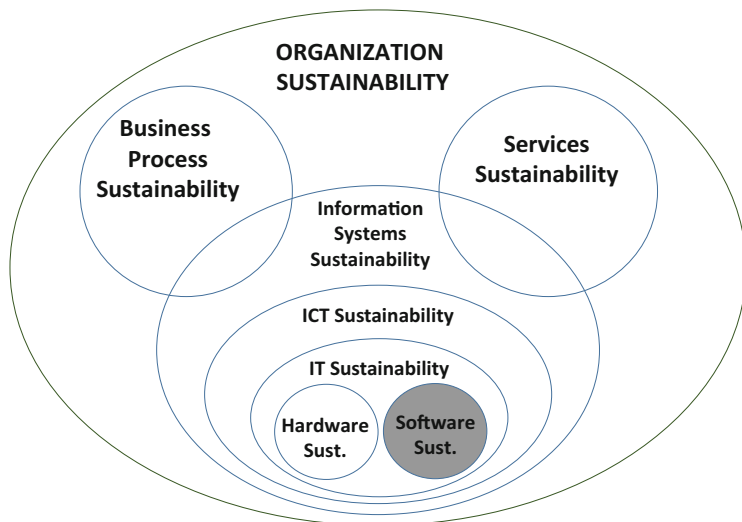 ORGANIZATION
SUSTAINABILITY
Business
Process
Sustainability
Services
Sustainability
Information
Systems
Sustainability
ICT Sustainability
IT Sustainability
Hardware
Sust.
Software
Sust.